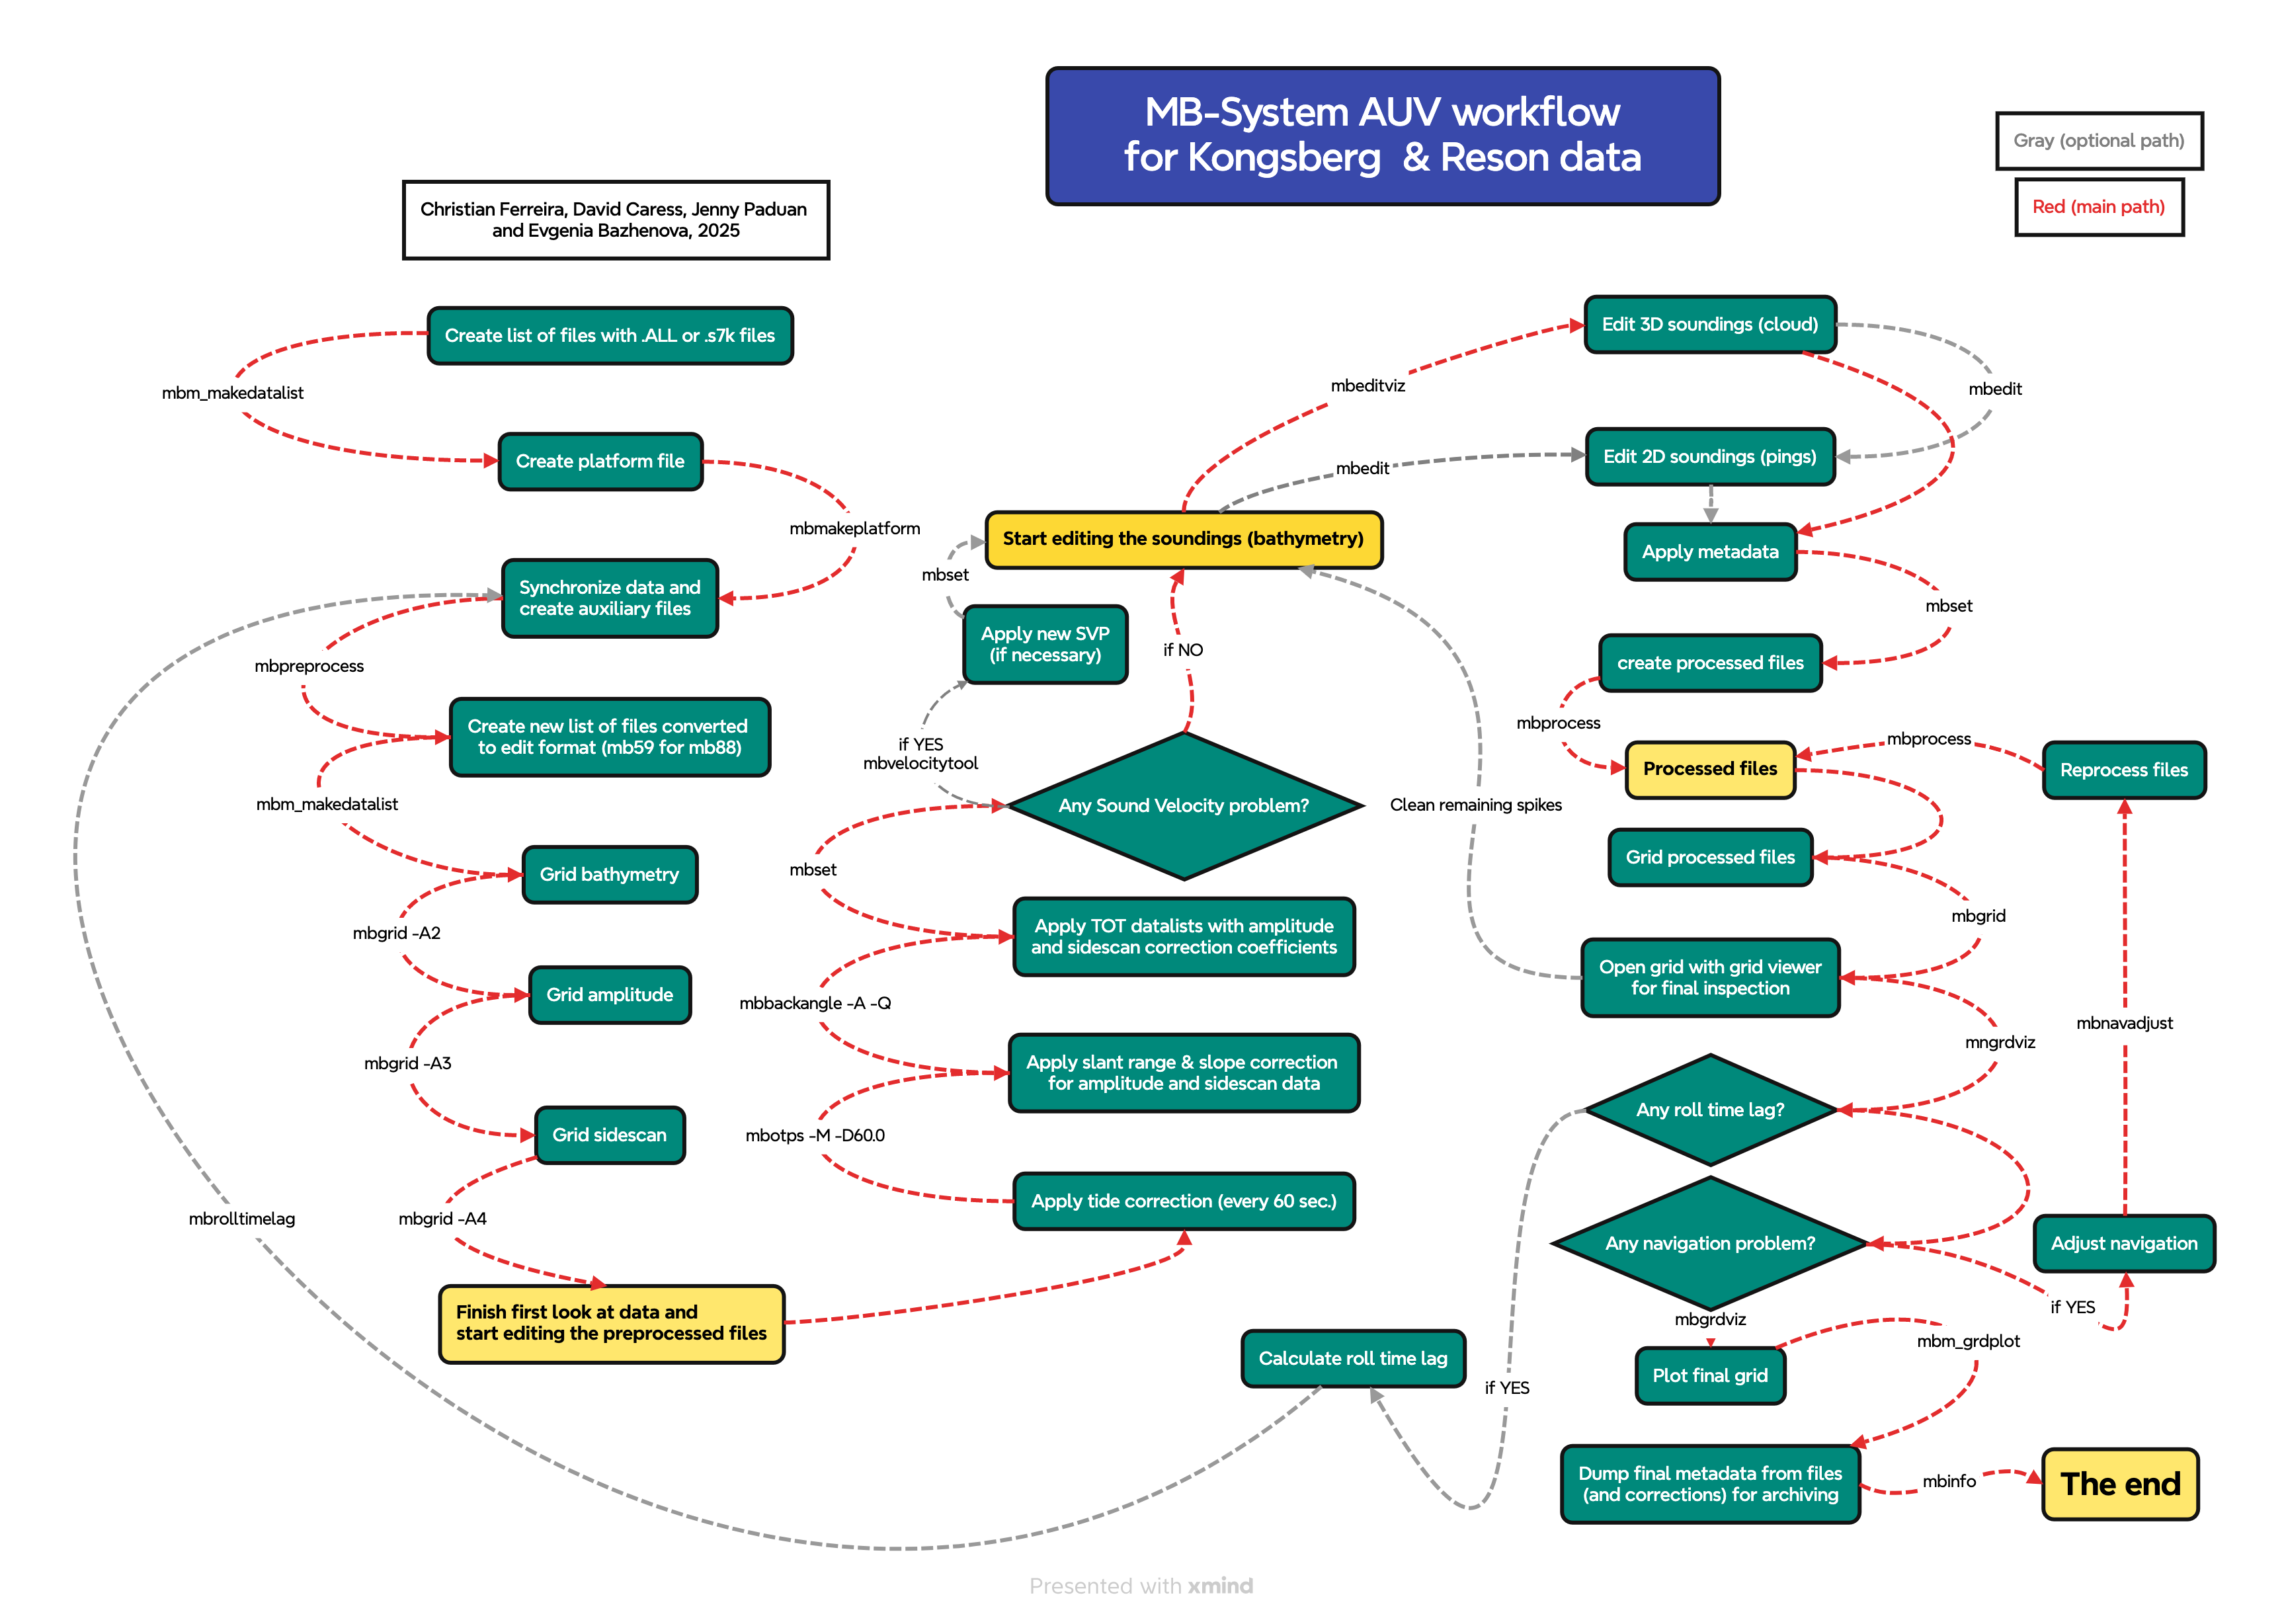 MB-System AUV workflow
for Kongsberg & Reson data
Gray (optional path)
Red (main path)
Christian Ferreira, David Caress, Jenny Paduan
and Evgenia Bazhenova, 2025
Create list of files with .ALL or .s7k files
mbm_makedatalist
Create platform file
mbmakeplatform
Synchronize data and
create auxiliary files
mbpreprocess
Create new list of files converted
to edit format (mb59 for mb88)
mbm_makedatalist
Grid bathymetry
mbgrid -A2
Grid amplitude
mbgrid -A3
Grid sidescan
mbgrid -A4
Finish first look at data and
start editing the preprocessed files
mbrolltimelag
Apply tide correction (every 60 sec.)
mbotps -M -D60.0
Apply slant range & slope correction
for amplitude and sidescan data
mbbackangle -A -Q
Apply TOT datalists with amplitude
and sidescan correction coefficients
mbset
Any Sound Velocity problem?
if YES
mbvelocitytool
Apply new SVP
(if necessary)
mbset
if NO
Start editing the soundings (bathymetry)
mbeditviz
mbedit
Edit 3D soundings (cloud)
mbedit
Edit 2D soundings (pings)
Apply metadata
mbset
create processed files
mbprocess
Processed files
mbprocess
Reprocess files
Grid processed files
mbgrid
Clean remaining spikes
Open grid with grid viewer
for final inspection
mngrdviz
mbnavadjust
Any roll time lag?
if YES
Calculate roll time lag
Any navigation problem?
if YES
Adjust navigation
mbgrdviz
Plot final grid
mbm_grdplot
Dump final metadata from files
(and corrections) for archiving
mbinfo
The end
Presented with xmind